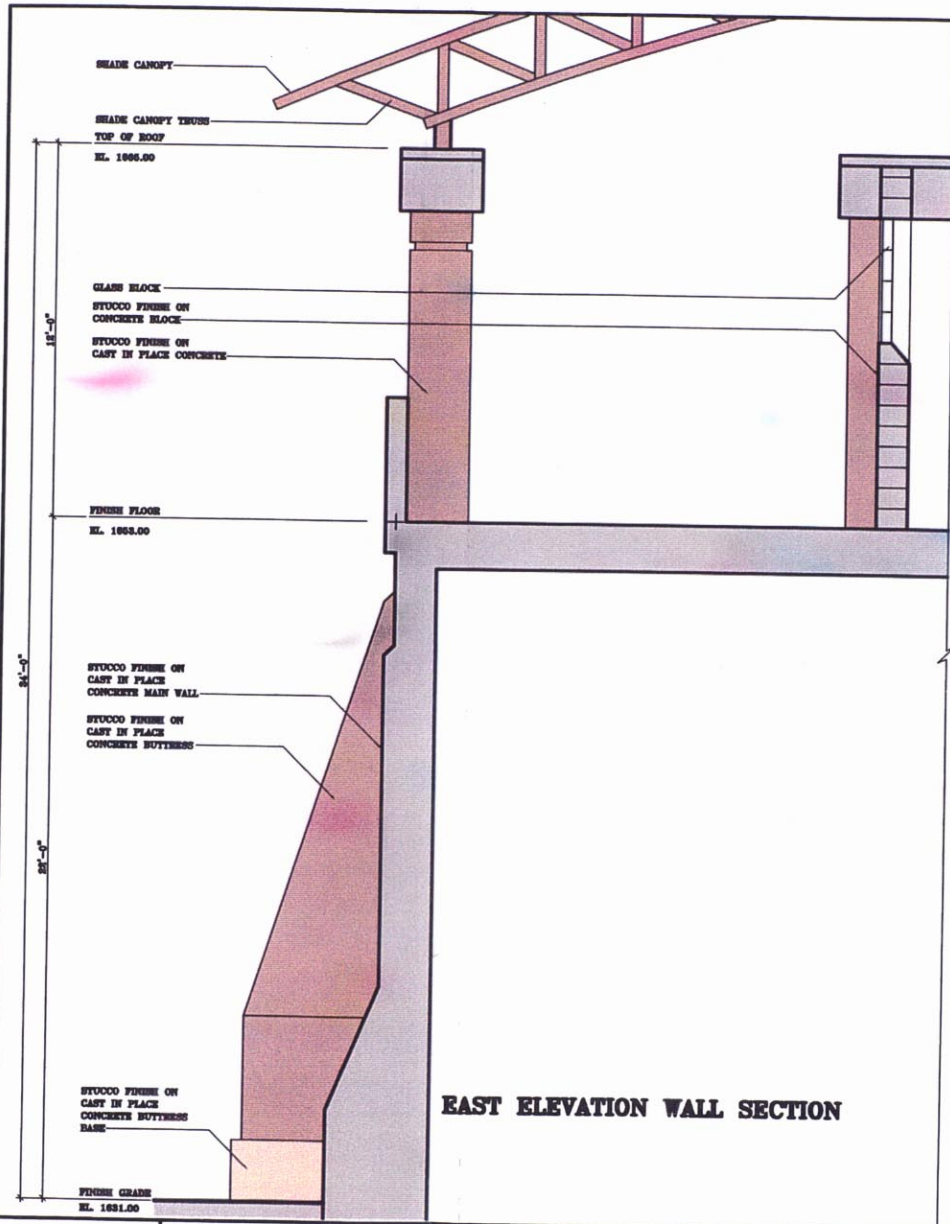 SHADE CANOPY
SHADE CANOPY TRUSS
TOP OF ROOF
EL. 1665.00
GLASS BLOCK
STUCCO FINISH ON
CONCRETE BLOCK
12'-0"
STUCCO FINISH ON
CAST IN PLACE CONCRETE
FINISH FLOOR
EL. 1653.00
34'-0"
STUCCO FINISH ON
CAST IN PLACE
CONCRETE MAIN WALL
STUCCO FINISH ON
CAST IN PLACE
CONCRETE BUTTRESS
22'-0"
STUCCO FINISH ON
CAST IN PLACE
CONCRETE BUTTRESS
BASE
EAST ELEVATION WALL SECTION
FINISH GRADE
EL. 1631.00